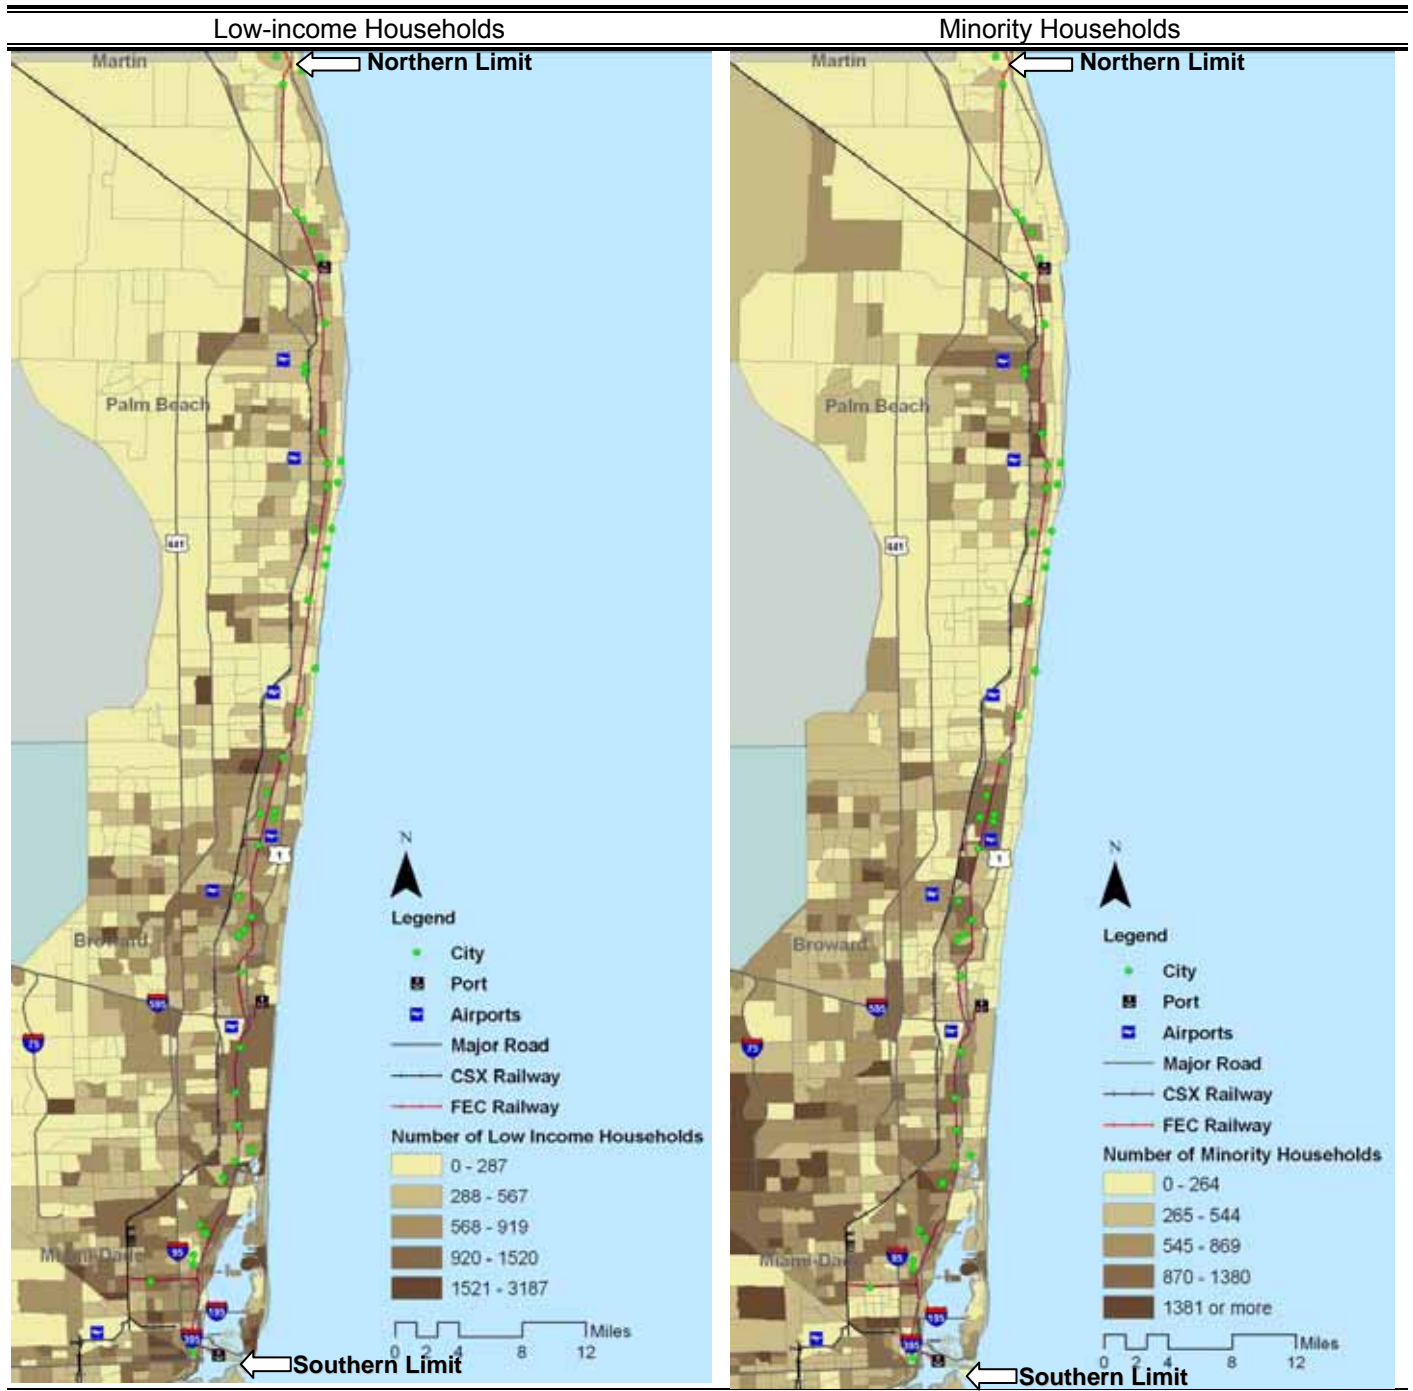 Low-income Households
Minority Households
Martin
Northern Limit
Palm Beach
441
1
Broward
595
75
Miami-Dade
95
195
395
Southern Limit
N
Legend
City
Port
Airports
Major Road
CSX Railway
FEC Railway
Number of Low Income Households
0 - 287
288 - 567
568 - 919
920 - 1520
1521 - 3187
Miles
0 2 4 8 12
Martin
Northern Limit
Palm Beach
441
1
Broward
595
75
Miami-Dade
95
195
395
Southern Limit
N
Legend
City
Port
Airports
Major Road
CSX Railway
FEC Railway
Number of Minority Households
0 - 264
265 - 544
545 - 869
870 - 1380
1381 or more
Miles
0 2 4 8 12